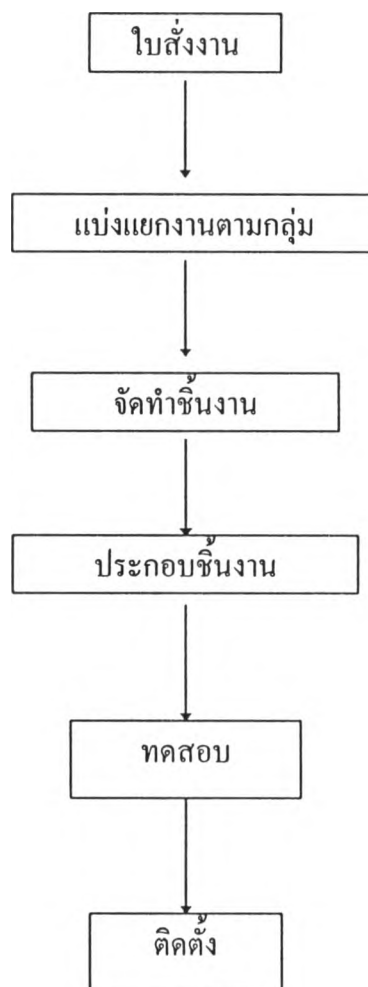 ใบสั่งงาน
แบ่งแยกงานตามกลุ่ม
จัดทำชิ้นงาน
ประกอบชิ้นงาน
ทดสอบ
ติดตั้ง